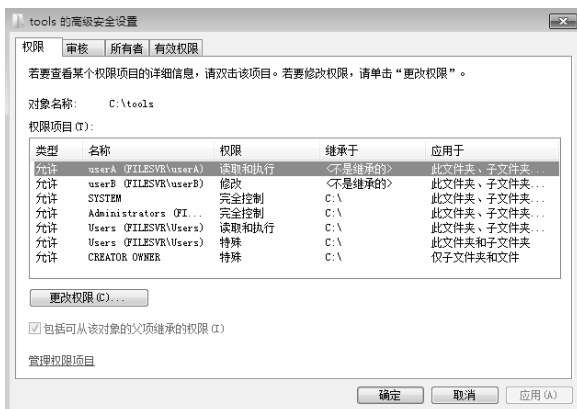 tools 的高级安全设置
权限 审核 所有者 有效权限
若要查看某个权限项目的详细信息，请双击该项目。若要修改权限，请单击“更改权限”。
对象名称: C:\tools
权限项目(T):
类型 名称 权限 继承于 应用于
允许 userA (FILESVR\userA) 读取和执行 <不是继承的> 此文件夹、子文件夹...
允许 userB (FILESVR\userB) 修改 <不是继承的> 此文件夹、子文件夹...
允许 SYSTEM 完全控制 C:\ 此文件夹、子文件夹...
允许 Administrators (FI... 完全控制 C:\ 此文件夹、子文件夹...
允许 Users (FILESVR\Users) 读取和执行 C:\ 此文件夹、子文件夹...
允许 Users (FILESVR\Users) 特殊 C:\ 此文件夹和子文件夹
允许 CREATOR OWNER 特殊 C:\ 仅子文件夹和文件
更改权限(C)...
包括可从该对象的父项继承的权限(I)
管理权限项目
确定 取消 应用(A)